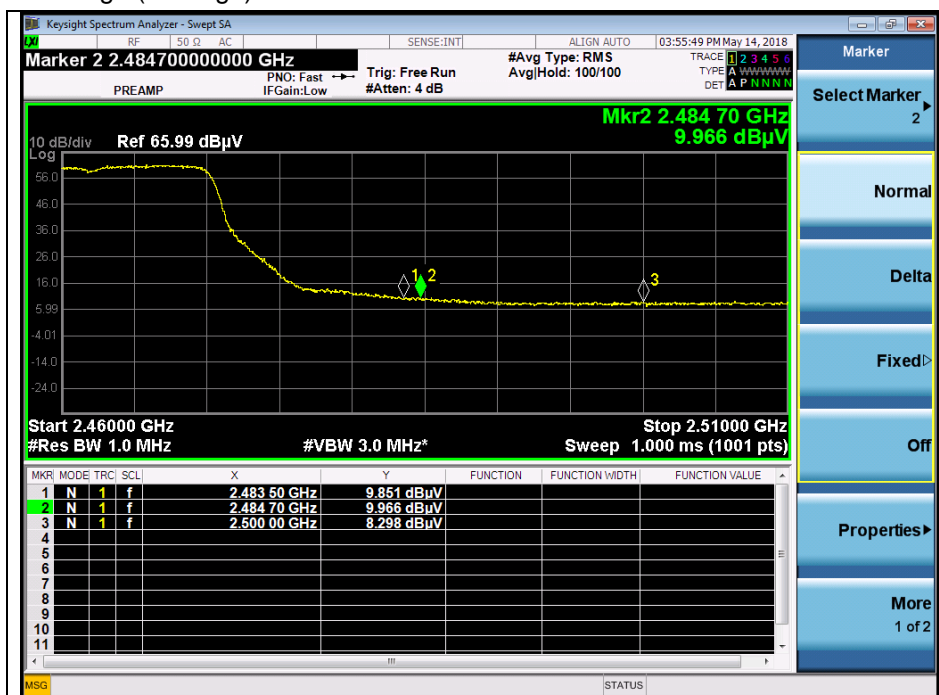 Keysight Spectrum Analyzer - Swept SA
LXI RF 50 Ω AC SENSE:INT ALIGN AUTO 03:55:49 PM May 14, 2018
Marker 2 2.484700000000 GHz
PREAMP
PNO: Fast
IFGain:Low
Trig: Free Run
#Atten: 4 dB
#Avg Type: RMS
Avg|Hold: 100/100
TRACE 1 2 3 4 5 6
TYPE A WWWWW
DET A P N N N N
Mkr2 2.484 70 GHz
9.966 dBµV
10 dB/div Ref 65.99 dBµV
Log
56.0
46.0
36.0
26.0
16.0
5.99
-4.01
-14.0
-24.0
1 2 3
Start 2.46000 GHz Stop 2.51000 GHz
#Res BW 1.0 MHz #VBW 3.0 MHz* Sweep 1.000 ms (1001 pts)
MKR MODE TRC SCL X Y FUNCTION FUNCTION WIDTH FUNCTION VALUE
1 N 1 f 2.483 50 GHz 9.851 dBµV
2 N 1 f 2.484 70 GHz 9.966 dBµV
3 N 1 f 2.500 00 GHz 8.298 dBµV
4
5
6
7
8
9
10
11
MSG STATUS
Marker
Select Marker
2
Normal
Delta
Fixed
Off
Properties
More
1 of 2